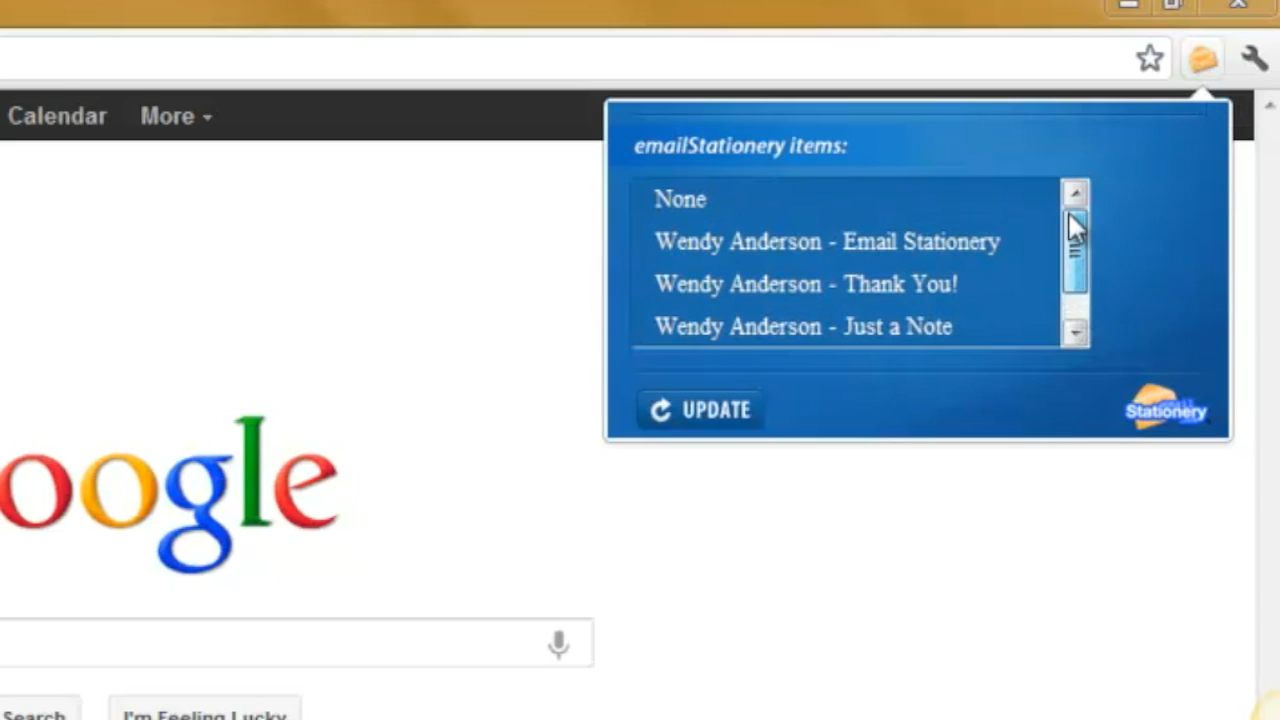 Calendar More
emailStationery items:
None
Wendy Anderson - Email Stationery
Wendy Anderson - Thank You!
Wendy Anderson - Just a Note
UPDATE
Stationery
oogle
Search I'm Feeling Lucky